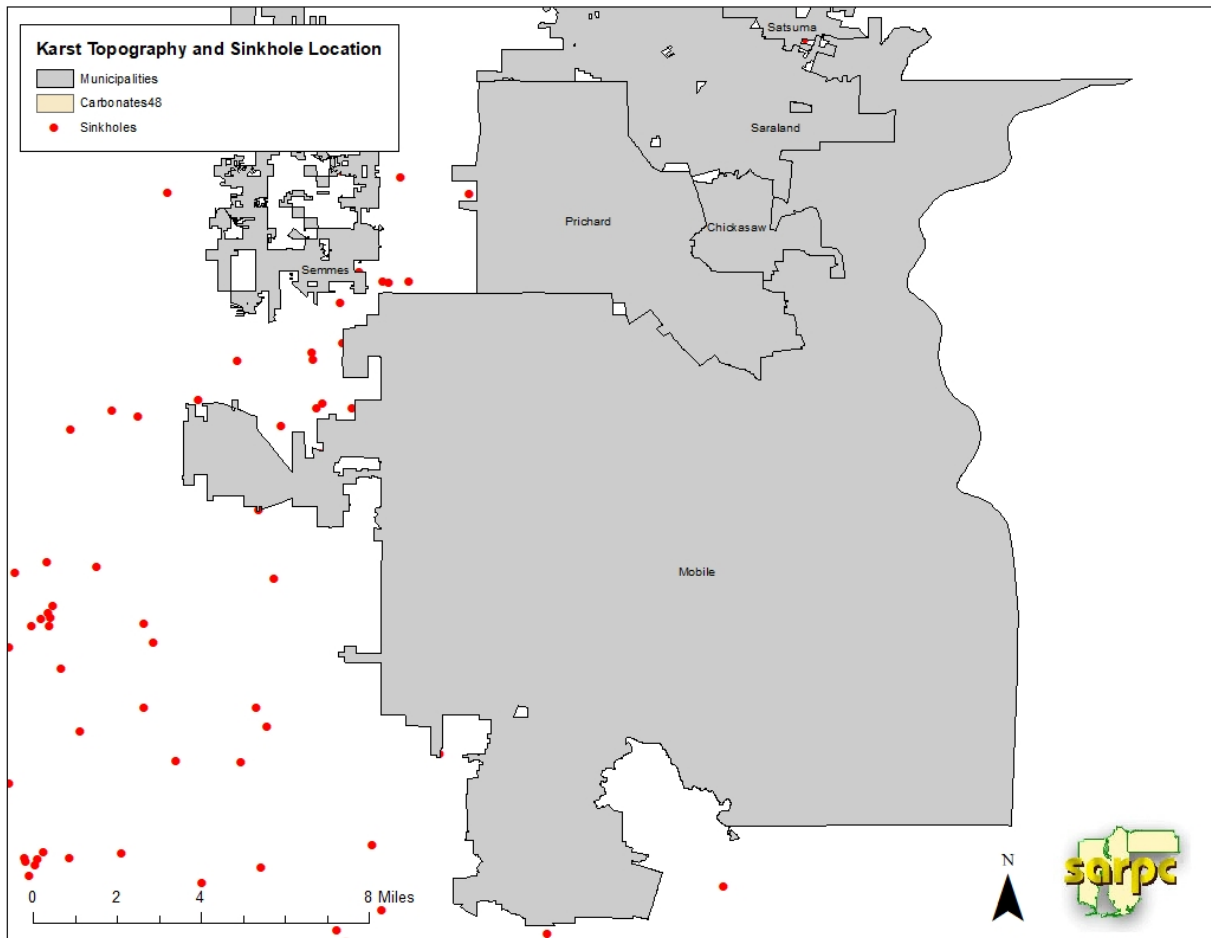 Karst Topography and Sinkhole Location
Municipalities
Carbonates48
Sinkholes
Satsuma
Saraland
Prichard
Chickasaw
Semmes
Mobile
N
sarpc
0 2 4 8 Miles